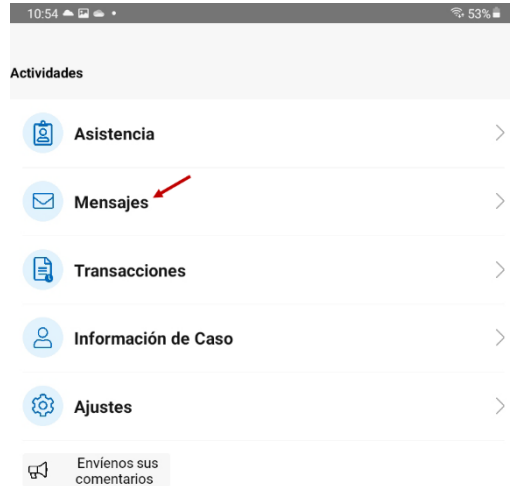 10:54
53%
Actividades
Asistencia
Mensajes
Transacciones
Información de Caso
Ajustes
Envíenos sus
comentarios